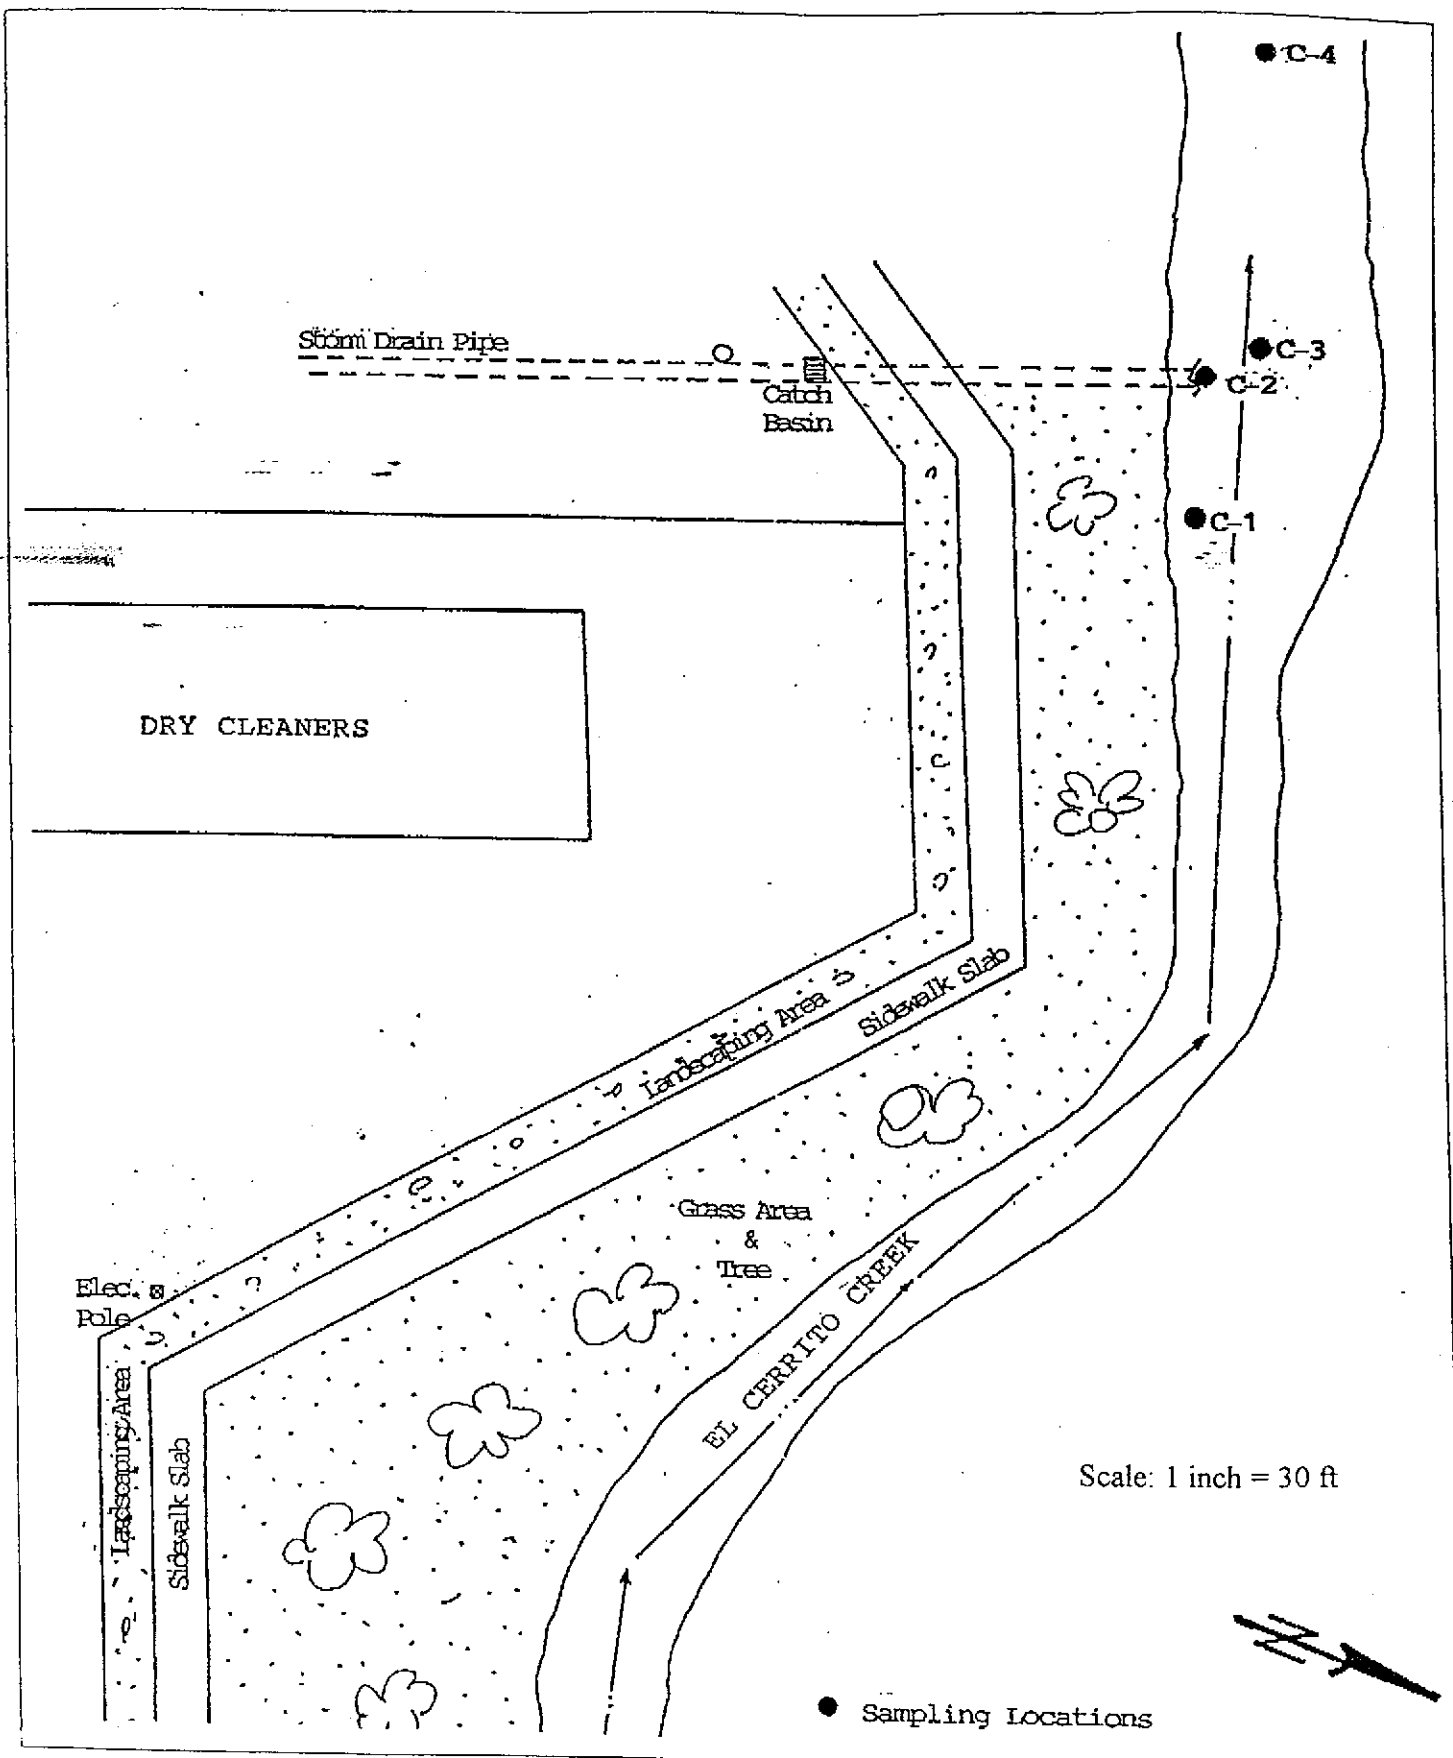 C-4
Storm Drain Pipe
C-3
C-2
Catch
Basin
C-1
DRY CLEANERS
Sidewalk Slab
Landscaping Area
Grass Area
&
Tree
EL CERRITO CREEK
Elec.
Pole
Landscaping Area
Sidewalk Slab
Scale: 1 inch = 30 ft
N
Sampling Locations